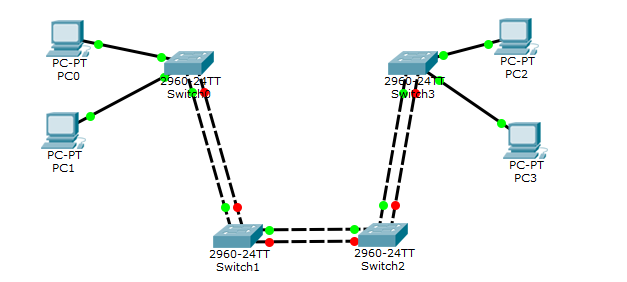 PC-PT
PC0
2960-24TT
Switch0
PC-PT
PC1
2960-24TT
Switch3
PC-PT
PC2
PC-PT
PC3
2960-24TT
Switch1
2960-24TT
Switch2